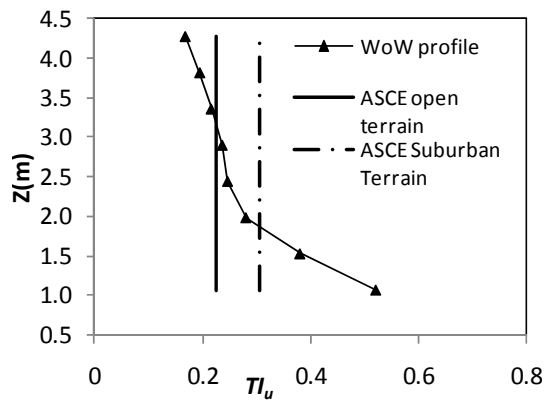 4.5
4.0
3.5
3.0
2.5
2.0
1.5
1.0
0.5
Z(m)
WoW profile
ASCE open
terrain
ASCE Suburban
Terrain
0
0.2
0.4
0.6
0.8
TIu